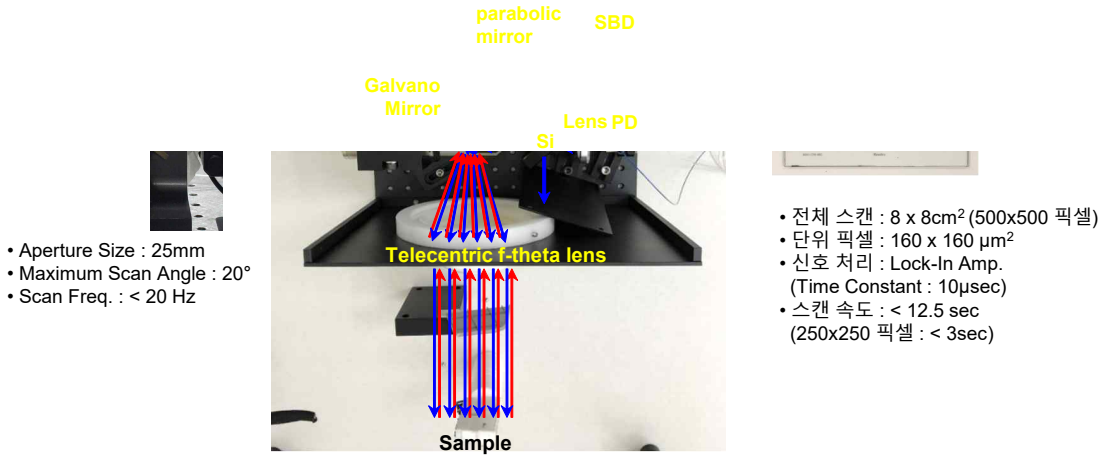 parabolic
mirror
SBD
Galvano
Mirror
Lens PD
Si
Telecentric f-theta lens
Sample
• Aperture Size : 25mm
• Maximum Scan Angle : 20°
• Scan Freq. : < 20 Hz
• 전체 스캔 : 8 x 8cm² (500x500 픽셀)
• 단위 픽셀 : 160 x 160 μm²
• 신호 처리 : Lock-In Amp.
(Time Constant : 10μsec)
• 스캔 속도 : < 12.5 sec
(250x250 픽셀 : < 3sec)